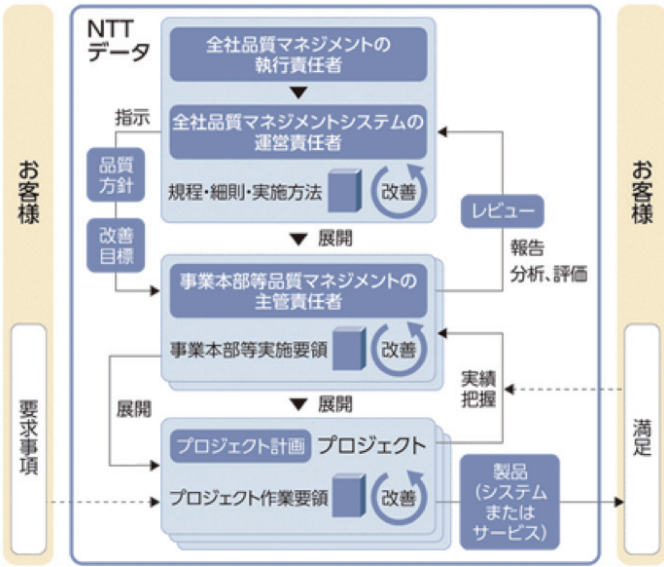 NTT
データ
全社品質マネジメントの
執行責任者
指示
全社品質マネジメントシステムの
運営責任者
品質
方針
規程・細則・実施方法
改善
お客様
お客様
レビュー
改善
目標
展開
報告
分析、評価
事業本部等品質マネジメントの
主管責任者
事業本部等実施要領
改善
実績
把握
展開
展開
要求事項
満足
プロジェクト計画
プロジェクト
プロジェクト作業要領
改善
製品
(システム
または
サービス)